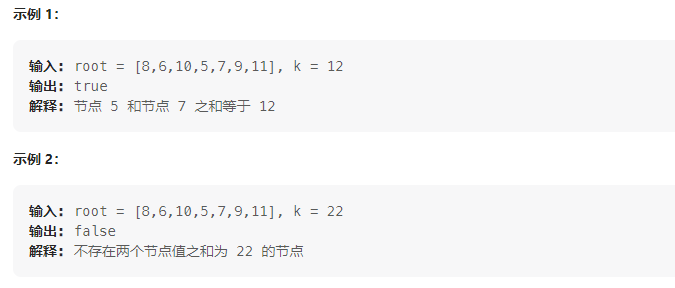 示例 1：
输入: root = [8,6,10,5,7,9,11], k = 12
输出: true
解释: 节点 5 和节点 7 之和等于 12
示例 2：
输入: root = [8,6,10,5,7,9,11], k = 22
输出: false
解释: 不存在两个节点值之和为 22 的节点